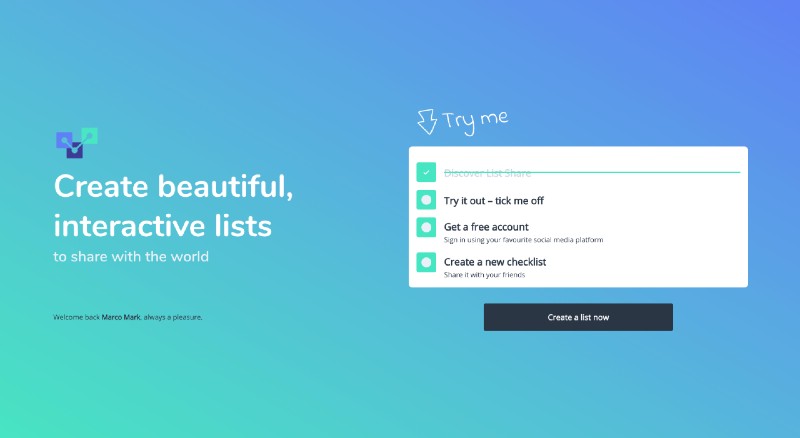 Create beautiful,
interactive lists
to share with the world
Welcome back Marco Mark, always a pleasure.
Try me
Discover List Share
Try it out – tick me off
Get a free account
Sign in using your favourite social media platform
Create a new checklist
Share it with your friends
Create a list now